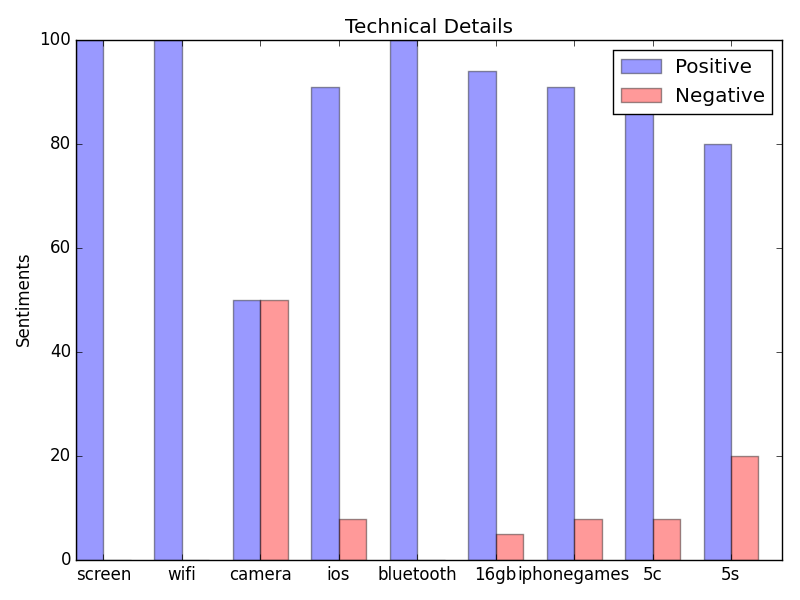 Technical Details
Positive
Negative
Sentiments
100
80
60
40
20
0
screen wifi camera ios bluetooth 16gb iphonegames 5c 5s